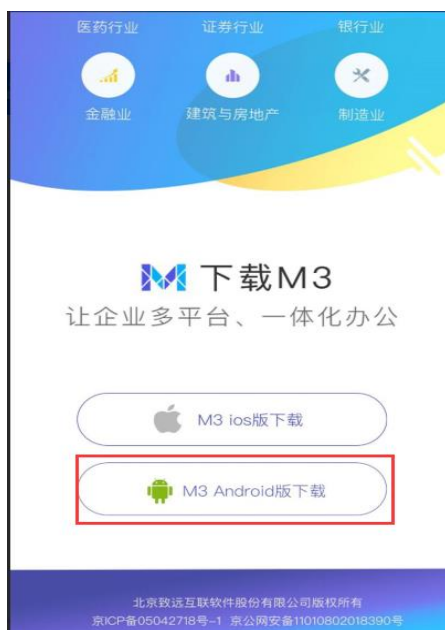 医药行业 证券行业 银行业
金融业 建筑与房地产 制造业
下载M3
让企业多平台、一体化办公
M3 ios版下载
M3 Android版下载
北京致远互联软件股份有限公司版权所有
京ICP备05042718号-1 京公网安备11010802018390号